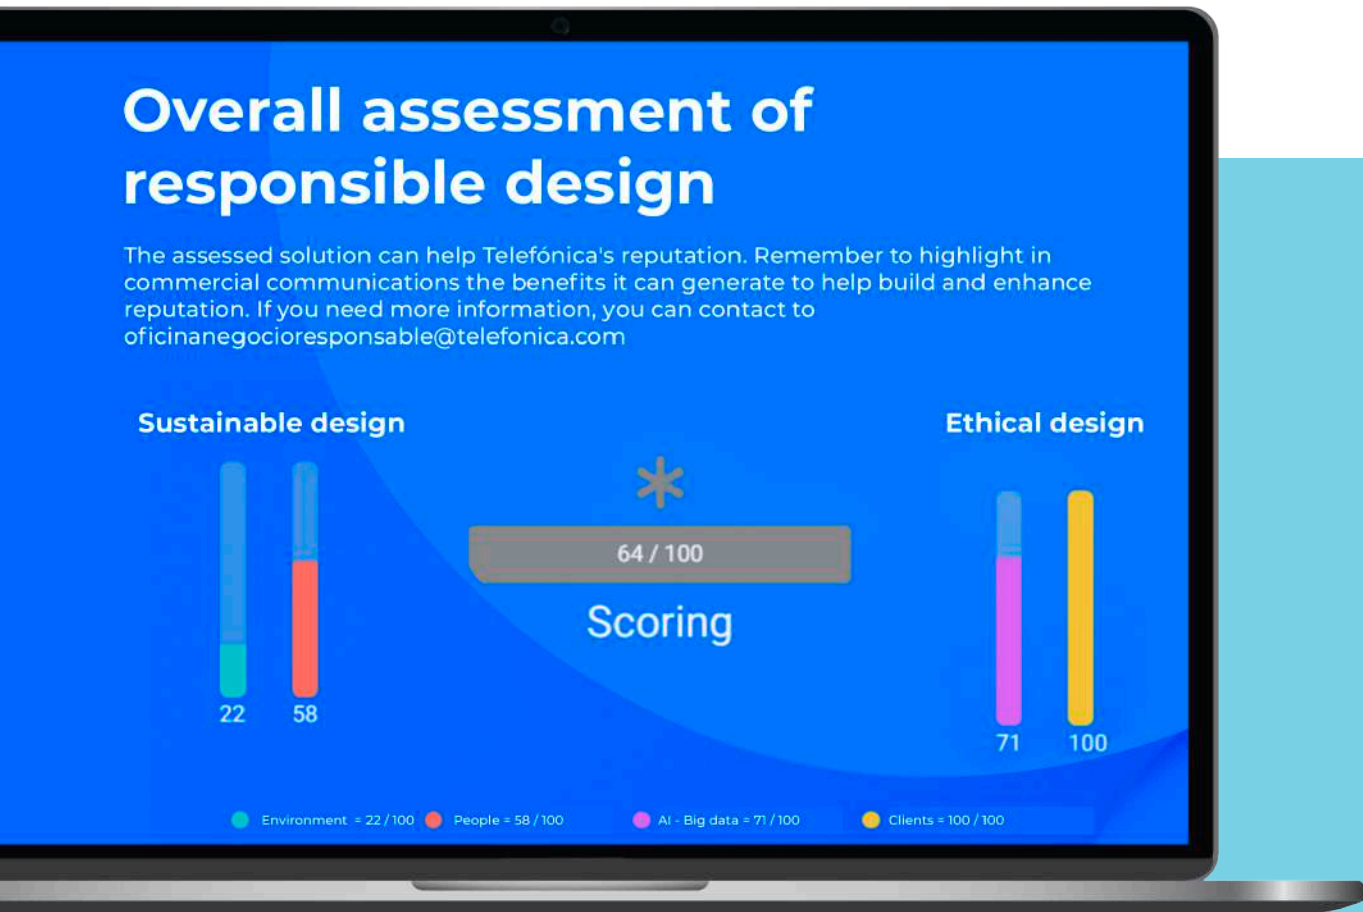 Overall assessment of
responsible design
The assessed solution can help Telefónica's reputation. Remember to highlight in
commercial communications the benefits it can generate to help build and enhance
reputation. If you need more information, you can contact to
oficinanegocioresponsable@telefonica.com
Sustainable design
Ethical design
64 / 100
Scoring
22
58
71
100
Environment = 22 / 100
People = 58 / 100
AI - Big data = 71 / 100
Clients = 100 / 100